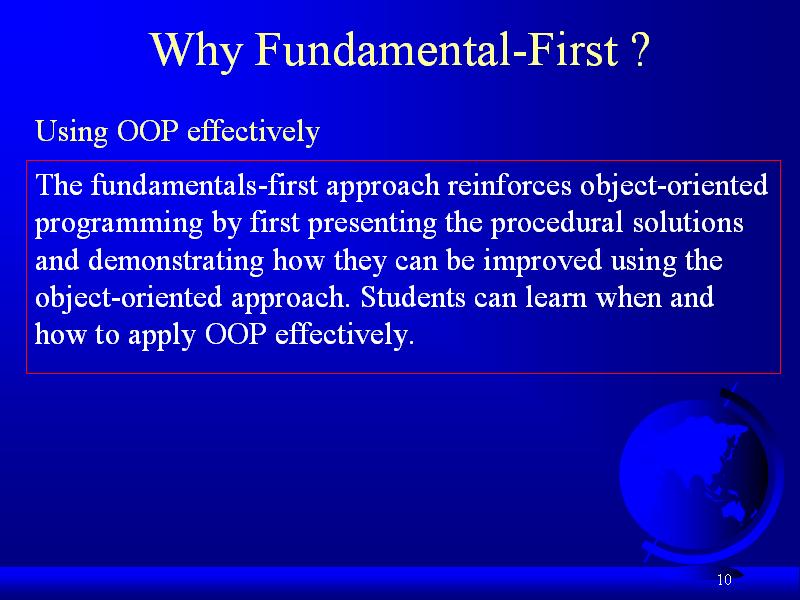 Why Fundamental-First ?
Using OOP effectively
The fundamentals-first approach reinforces object-oriented
programming by first presenting the procedural solutions
and demonstrating how they can be improved using the
object-oriented approach. Students can learn when and
how to apply OOP effectively.
10